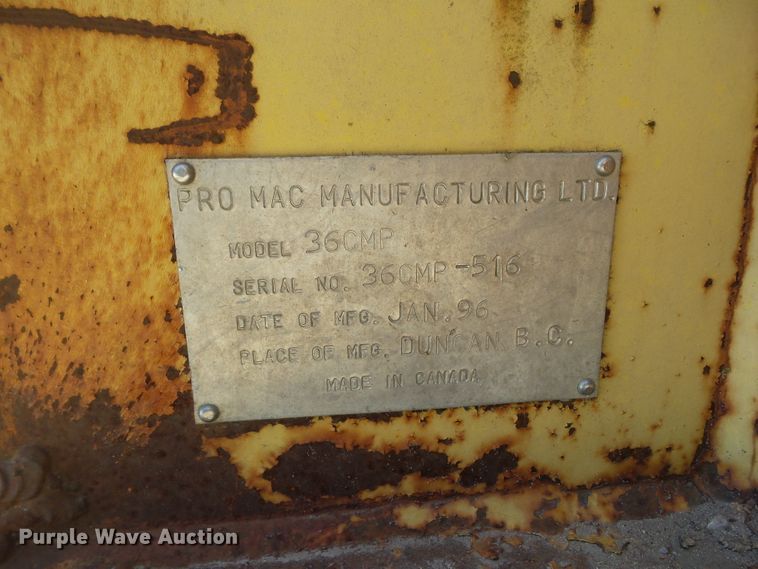 PRO MAC MANUFACTURING LTD.
MODEL 36CMP
SERIAL NO. 36CMP-516
DATE OF MFG. JAN.96
PLACE OF MFG. DUNCAN B.C.
MADE IN CANADA
Purple Wave Auction